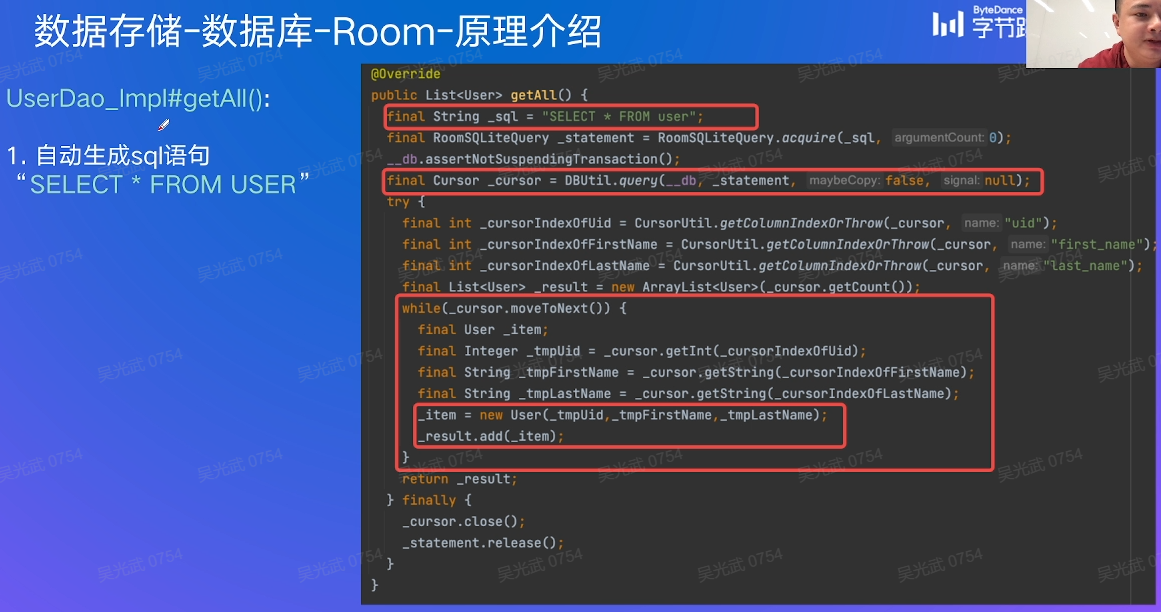 数据存储-数据库-Room-原理介绍
ByteDance
字节跳
UserDao_Impl#getAll():
1. 自动生成sql语句
“SELECT * FROM USER”
@Override
public List<User> getAll() {
final String _sql = "SELECT * FROM user";
final RoomSQLiteQuery _statement = RoomSQLiteQuery.acquire(_sql, argumentCount: 0);
__db.assertNotSuspendingTransaction();
final Cursor _cursor = DBUtil.query(__db, _statement, maybeCopy: false, signal: null);
try {
final int _cursorIndexOfUid = CursorUtil.getColumnIndexOrThrow(_cursor, name: "uid");
final int _cursorIndexOfFirstName = CursorUtil.getColumnIndexOrThrow(_cursor, name: "first_name");
final int _cursorIndexOfLastName = CursorUtil.getColumnIndexOrThrow(_cursor, name: "last_name");
final List<User> _result = new ArrayList<User>(_cursor.getCount());
while(_cursor.moveToNext()) {
final User _item;
final Integer _tmpUid = _cursor.getInt(_cursorIndexOfUid);
final String _tmpFirstName = _cursor.getString(_cursorIndexOfFirstName);
final String _tmpLastName = _cursor.getString(_cursorIndexOfLastName);
_item = new User(_tmpUid,_tmpFirstName,_tmpLastName);
_result.add(_item);
}
return _result;
} finally {
_cursor.close();
_statement.release();
}
}
吴光武 0754